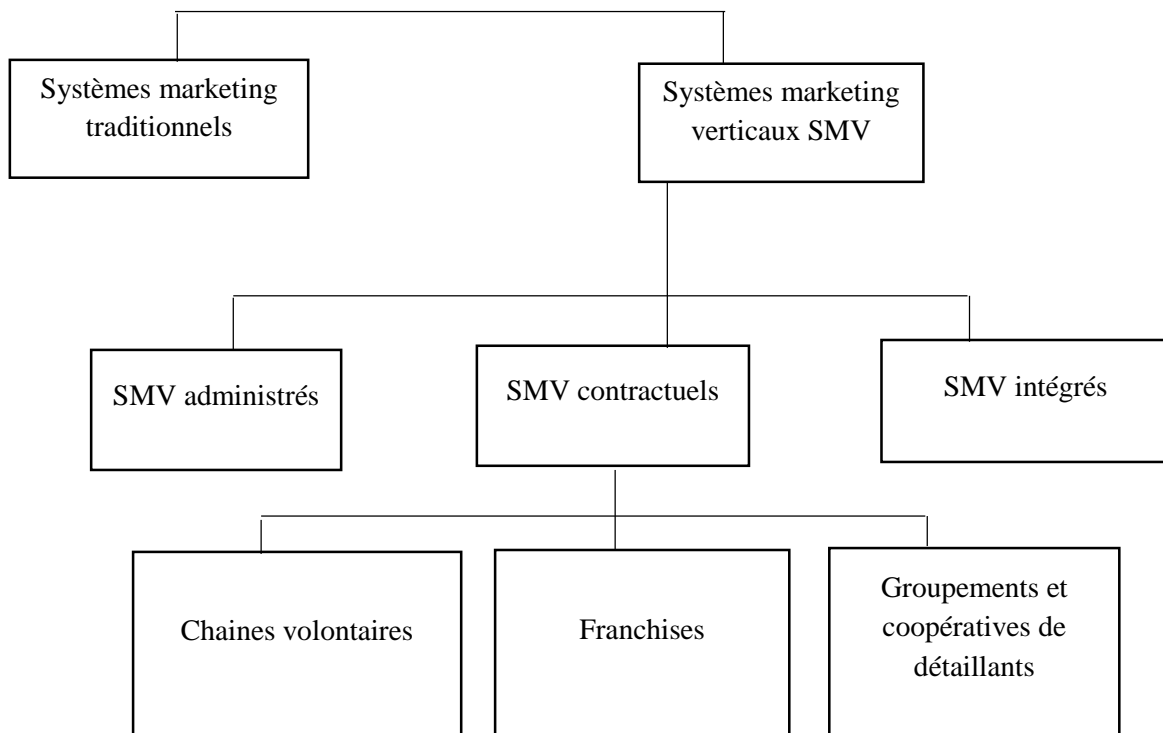 Systèmes marketing
traditionnels
Systèmes marketing
verticaux SMV
SMV administrés
SMV contractuels
SMV intégrés
Chaines volontaires
Franchises
Groupements et
coopératives de
détaillants